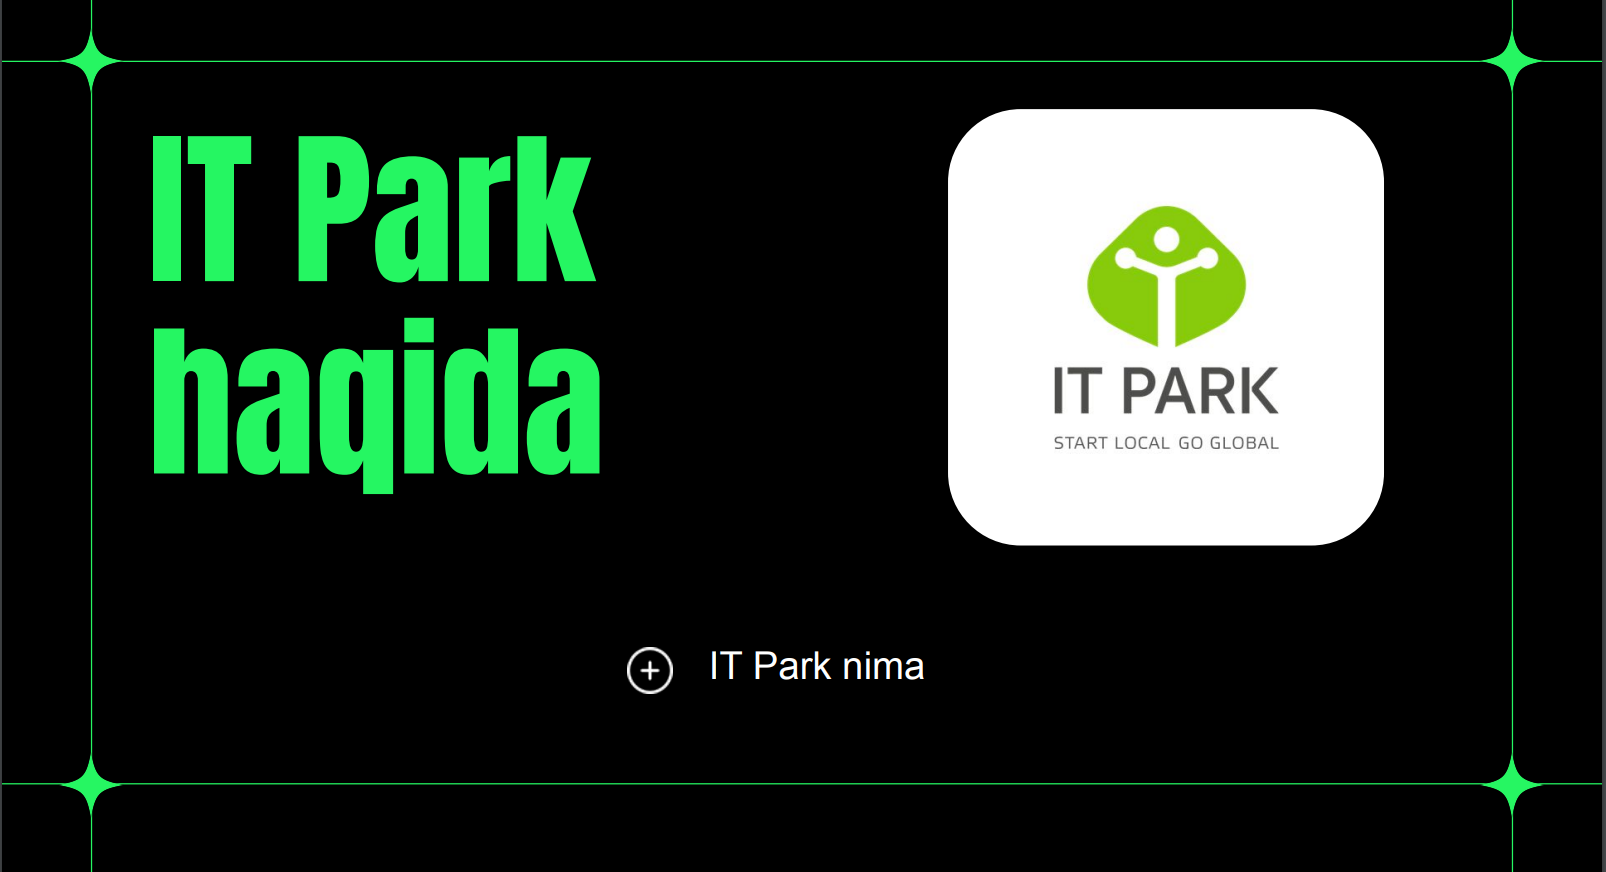 IT Park
haqida
IT PARK
START LOCAL GO GLOBAL
IT Park nima